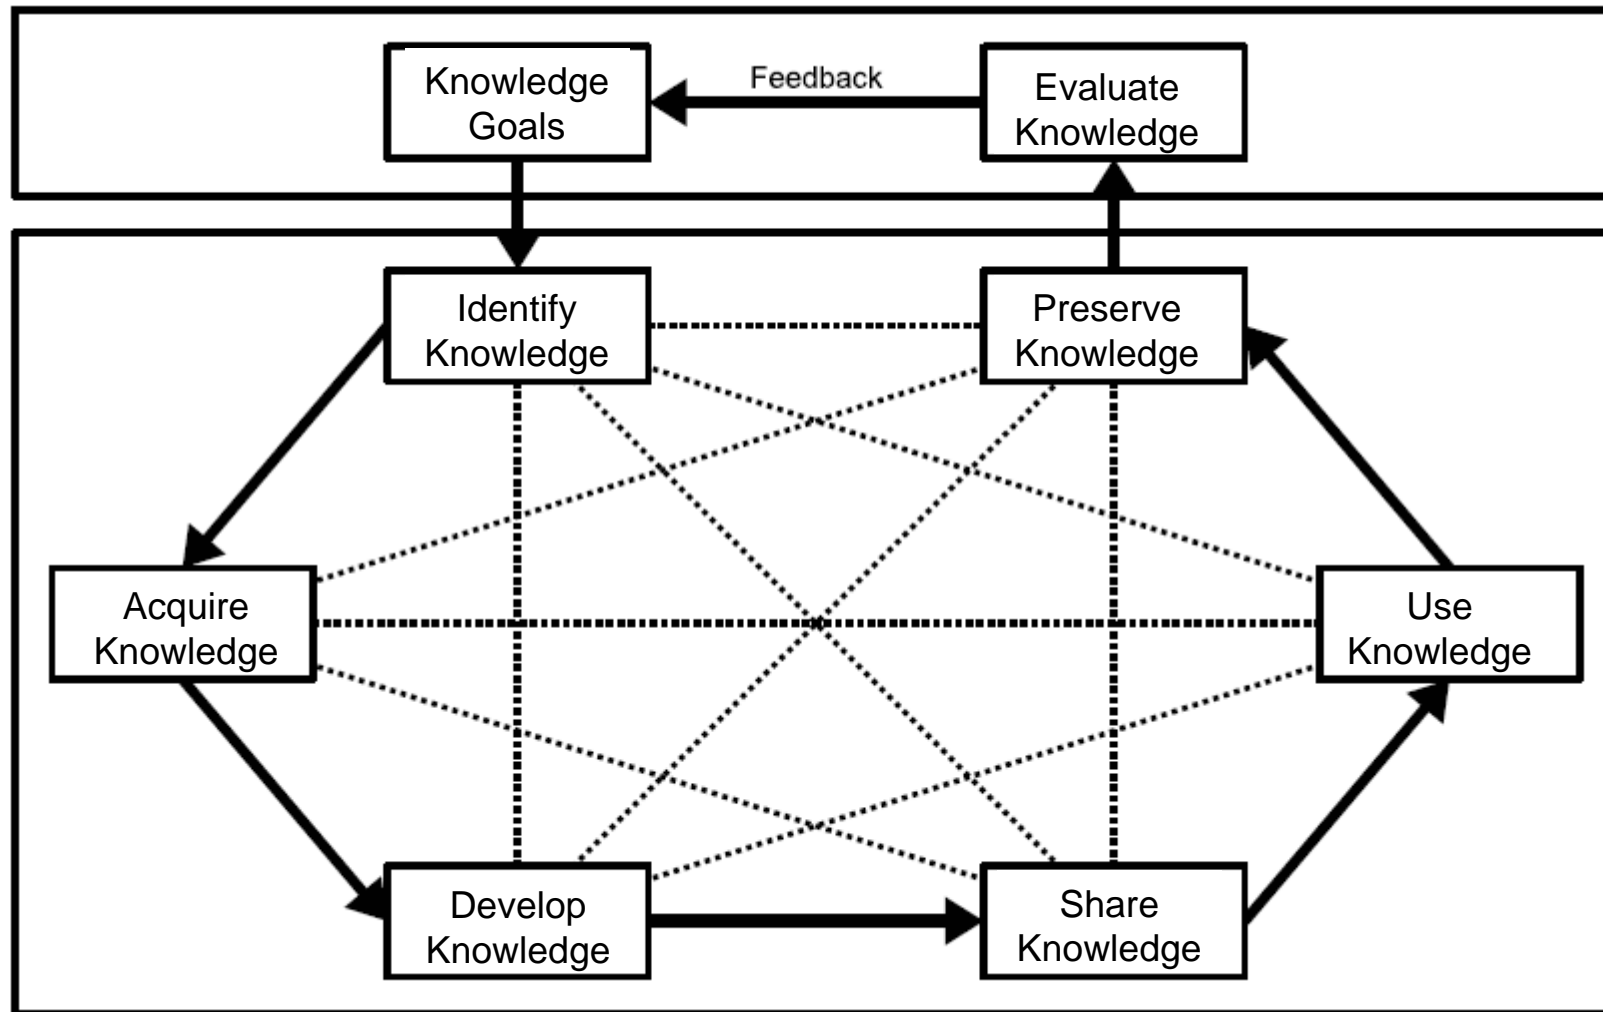 Knowledge
Goals
Feedback
Evaluate
Knowledge
Identify
Knowledge
Preserve
Knowledge
Acquire
Knowledge
Use
Knowledge
Develop
Knowledge
Share
Knowledge